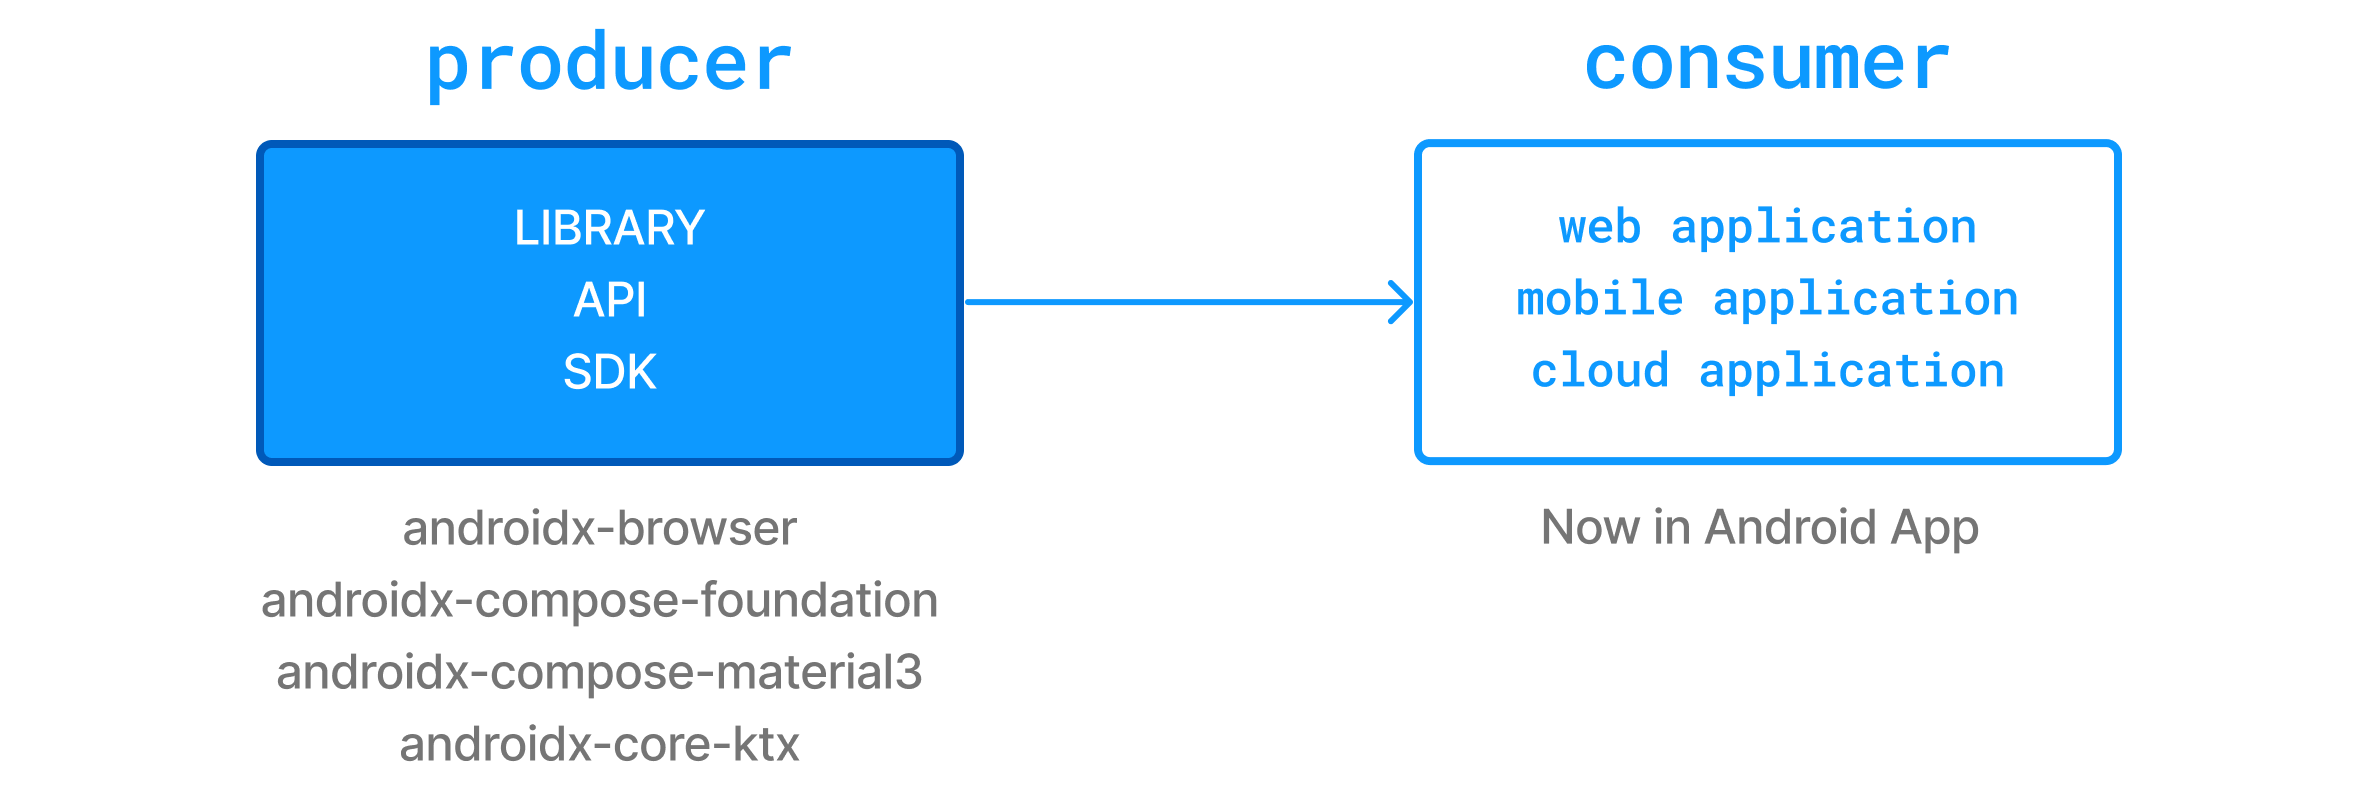 producer
LIBRARY
API
SDK
androidx-browser
androidx-compose-foundation
androidx-compose-material3
androidx-core-ktx
consumer
web application
mobile application
cloud application
Now in Android App